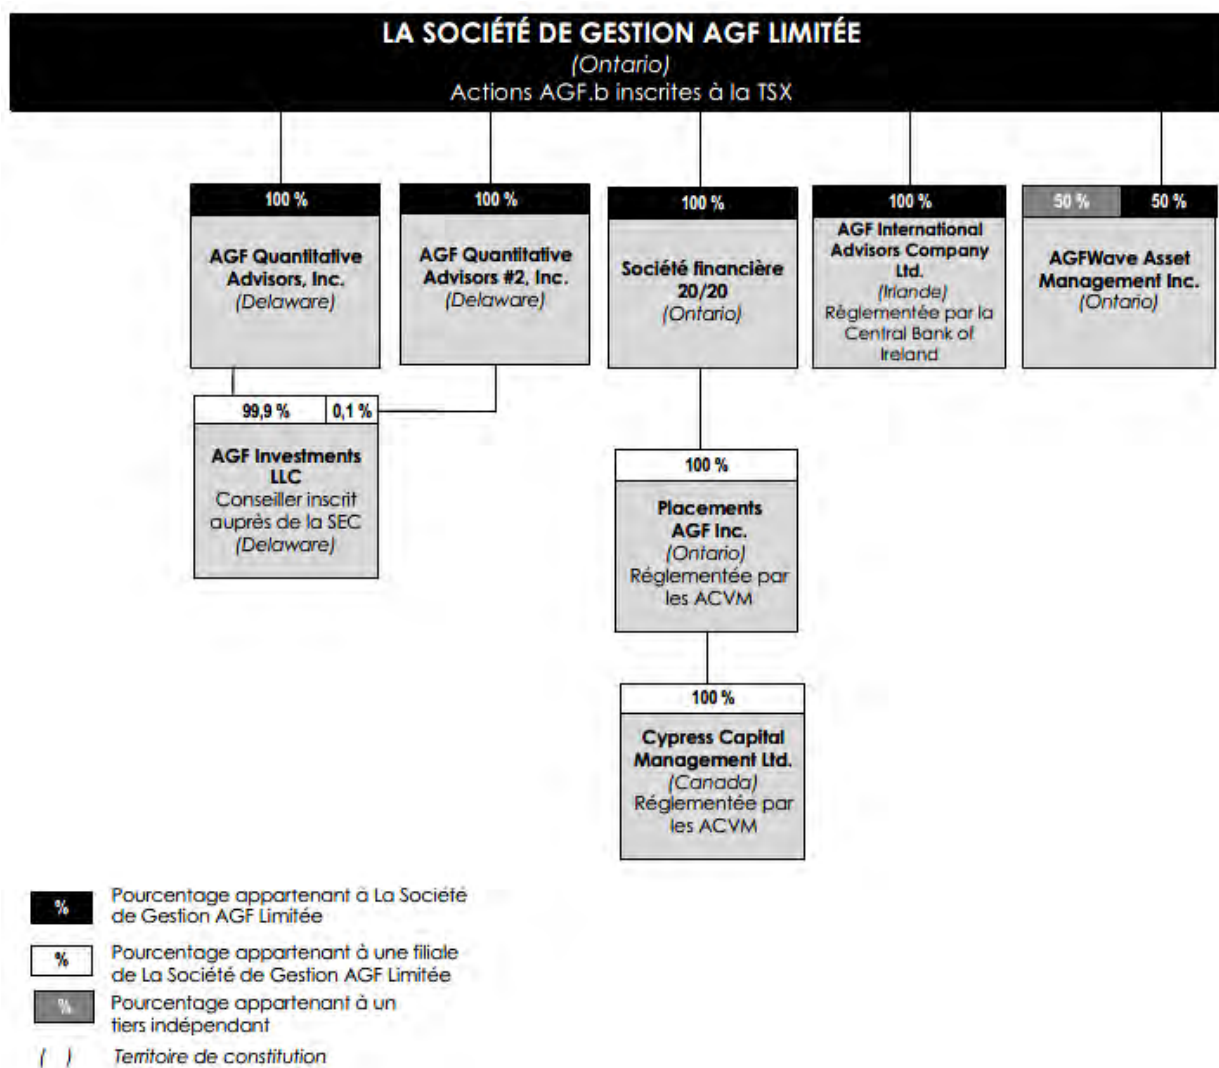 LA SOCIÉTÉ DE GESTION AGF LIMITÉE
(Ontario)
Actions AGF.b inscrites à la TSX
100 %
AGF Quantitative
Advisors, Inc.
(Delaware)
100 %
AGF Quantitative
Advisors #2, Inc.
(Delaware)
100 %
Société financière
20/20
(Ontario)
100 %
AGF International
Advisors Company
Ltd.
(Irlande)
Réglementée par la
Central Bank of
Ireland
50 % 50 %
AGFWave Asset
Management Inc.
(Ontario)
99,9 % 0,1 %
AGF Investments
LLC
Conseiller inscrit
auprès de la SEC
(Delaware)
100 %
Placements
AGF Inc.
(Ontario)
Réglementée par
les ACVM
100 %
Cypress Capital
Management Ltd.
(Canada)
Réglementée par
les ACVM
% Pourcentage appartenant à La Société
de Gestion AGF Limitée
% Pourcentage appartenant à une filiale
de La Société de Gestion AGF Limitée
% Pourcentage appartenant à un
tiers indépendant
( ) Territoire de constitution